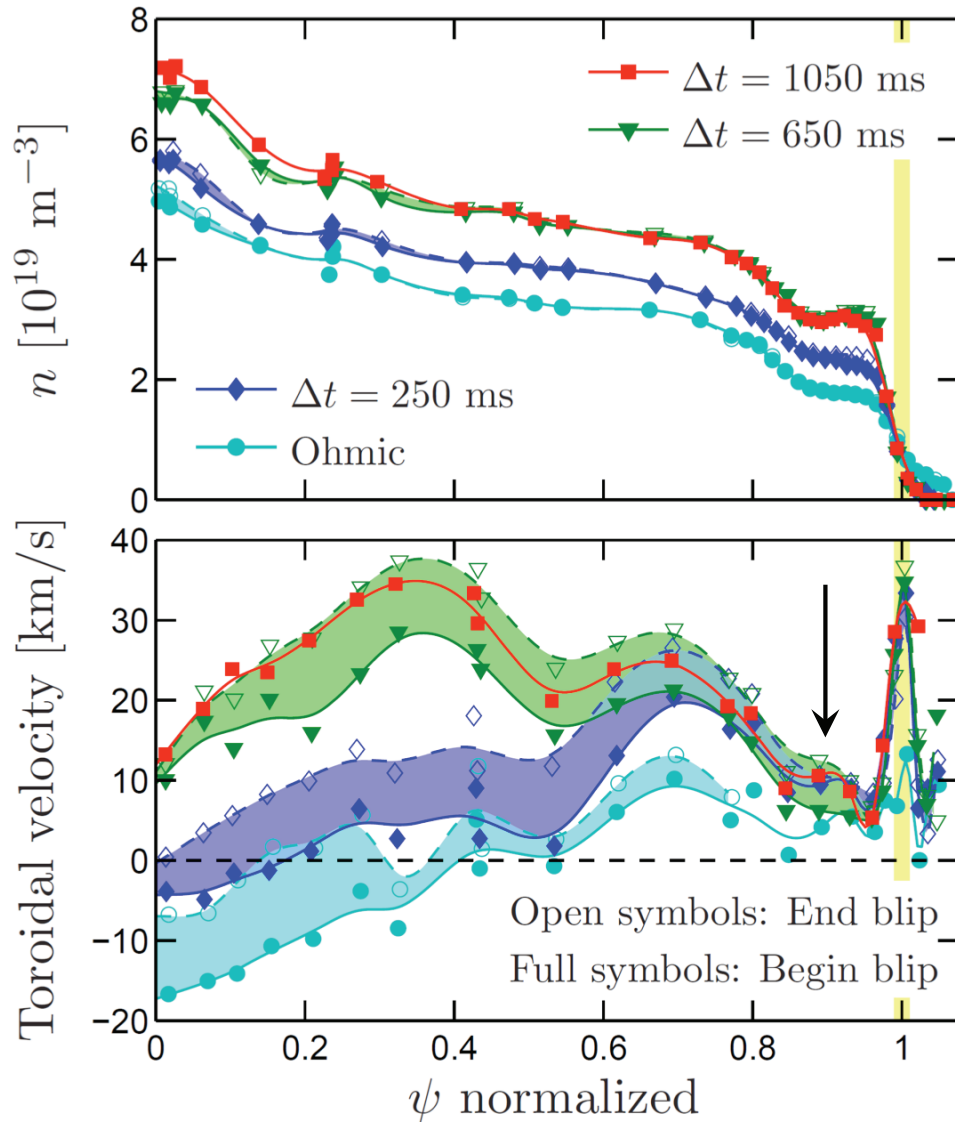 8
6
4
2
0
n [10^19 m^−3]
Δt = 1050 ms
Δt = 650 ms
Δt = 250 ms
Ohmic
40
30
20
10
0
−10
−20
Toroidal velocity [km/s]
Open symbols: End blip
Full symbols: Begin blip
0 0.2 0.4 0.6 0.8 1
ψ normalized